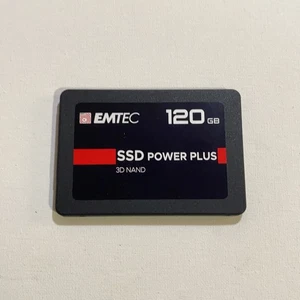 EMTEC 120 GB
SSD POWER PLUS
3D NAND